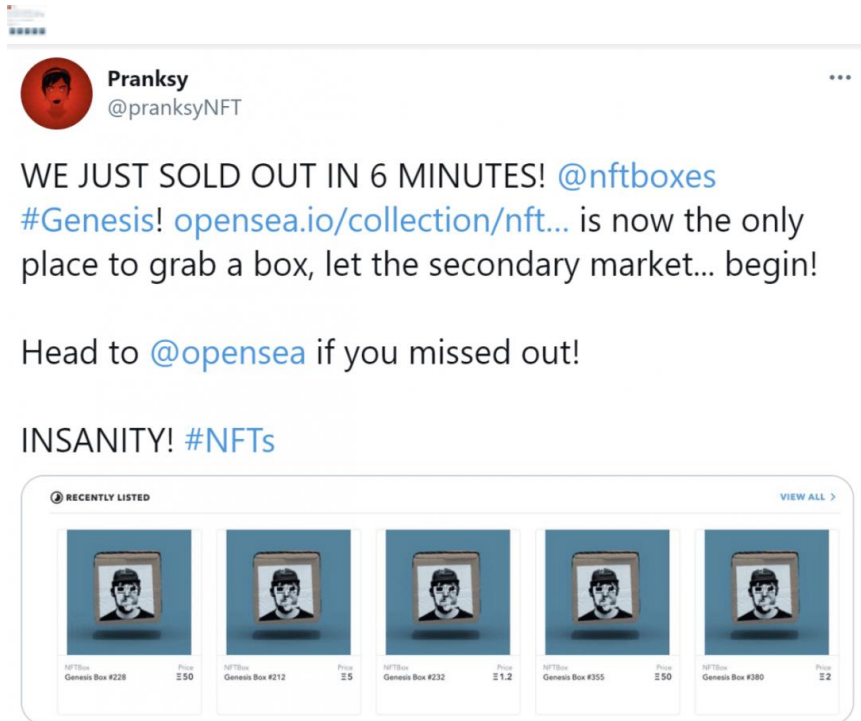 Pranksy
@pranksyNFT
WE JUST SOLD OUT IN 6 MINUTES! @nftboxes
#Genesis! opensea.io/collection/nft... is now the only
place to grab a box, let the secondary market... begin!
Head to @opensea if you missed out!
INSANITY! #NFTs
RECENTLY LISTED
VIEW ALL >
NFTBox Price
Genesis Box #228 Ξ50
NFTBox Price
Genesis Box #212 Ξ5
NFTBox Price
Genesis Box #232 Ξ1.2
NFTBox Price
Genesis Box #355 Ξ50
NFTBox Price
Genesis Box #380 Ξ2